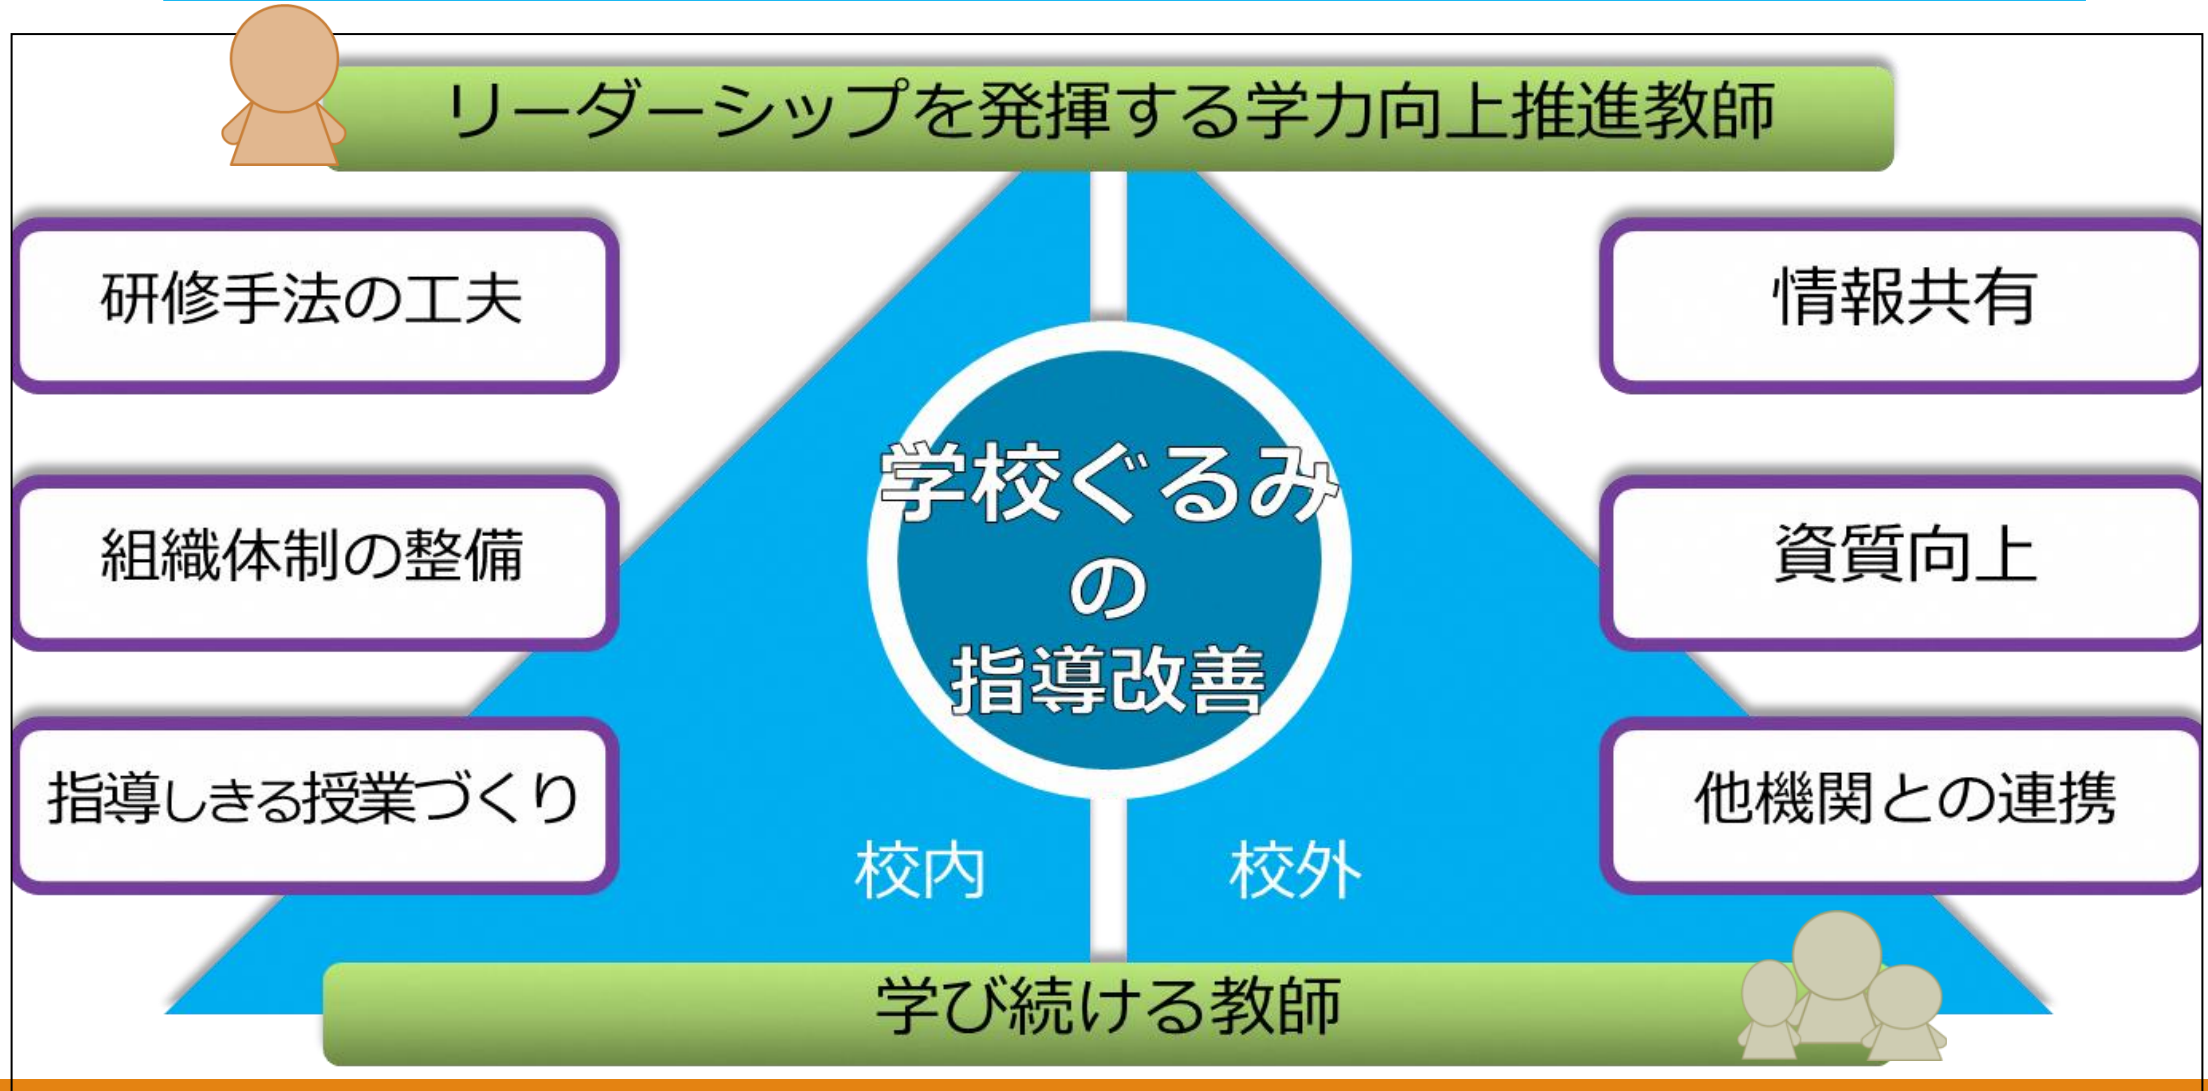 リーダーシップを発揮する学力向上推進教師
研修手法の工夫
組織体制の整備
指導しきる授業づくり
情報共有
資質向上
他機関との連携
学校ぐるみ
の
指導改善
校内
校外
学び続ける教師